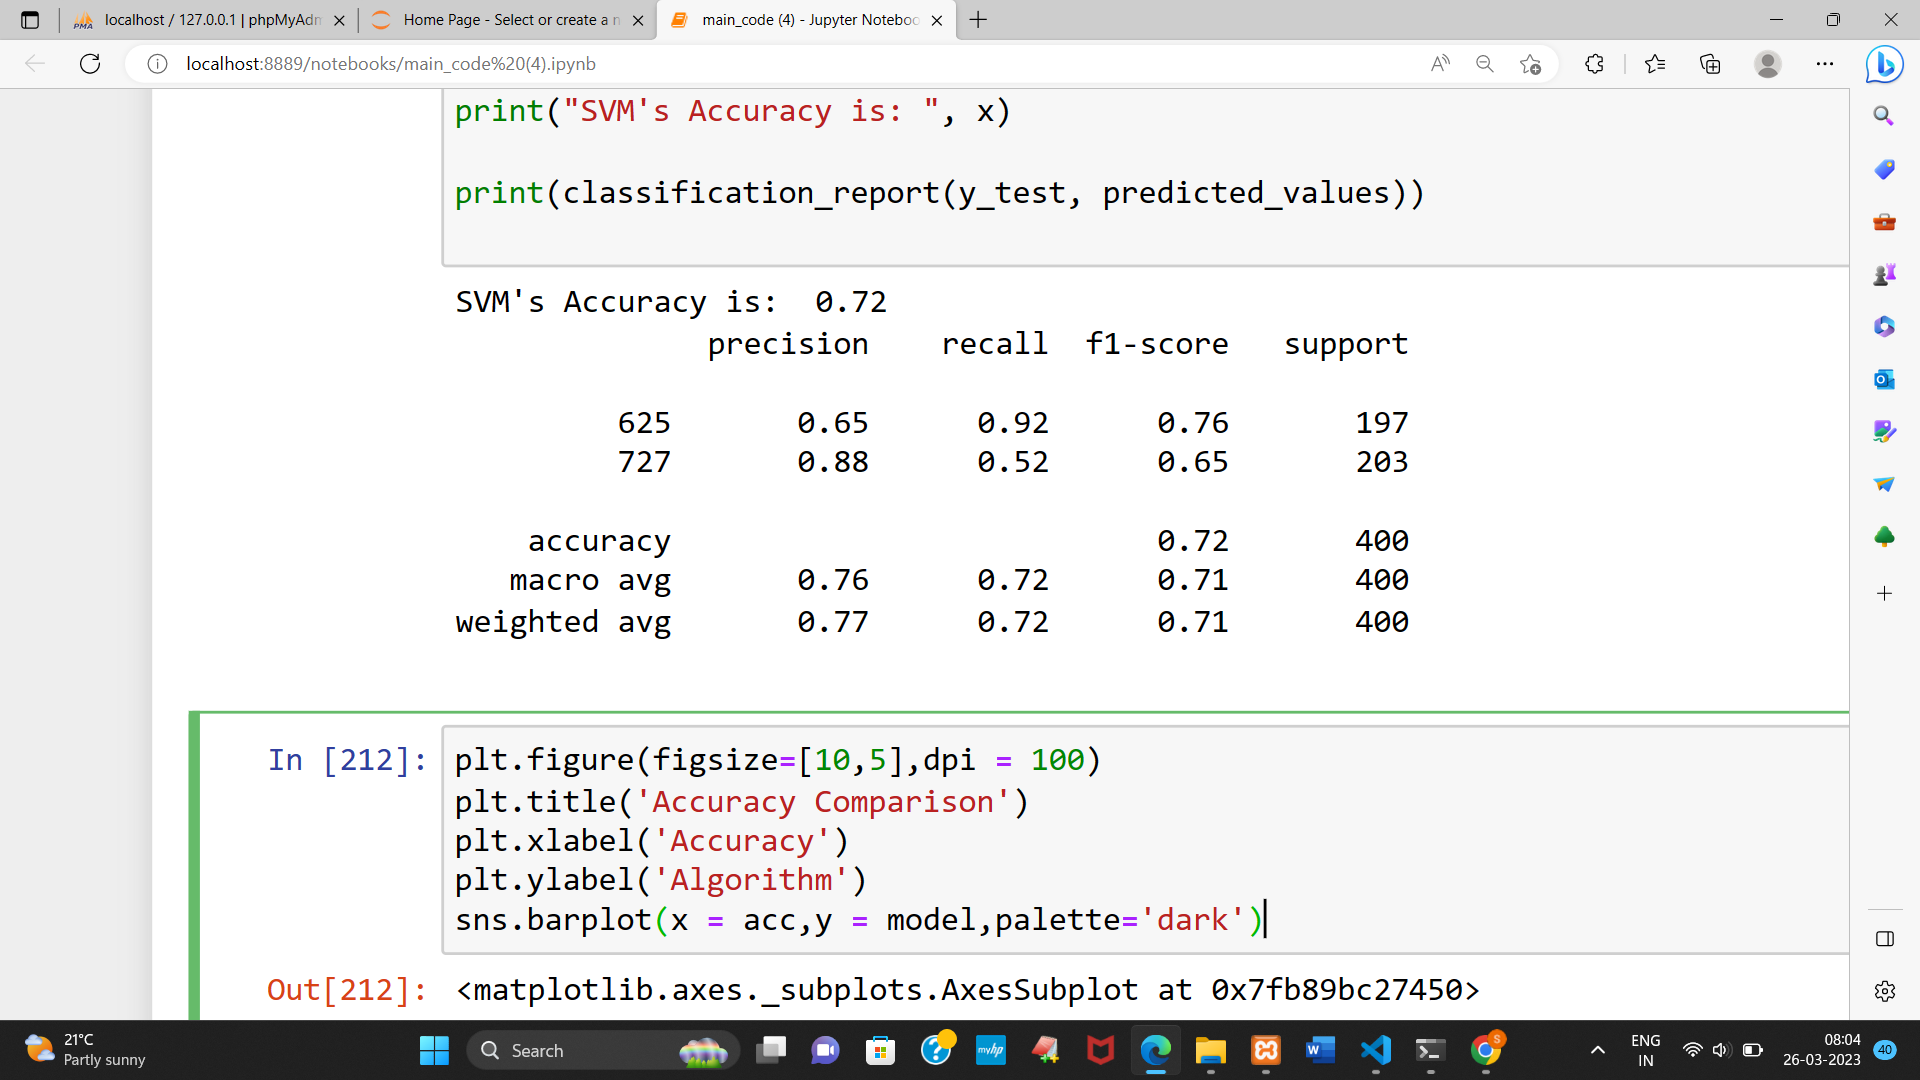 localhost / 127.0.0.1 | phpMyAdm
Home Page - Select or create a n
main_code (4) - Jupyter Noteboo
localhost:8889/notebooks/main_code%20(4).ipynb
print("SVM's Accuracy is: ", x)
print(classification_report(y_test, predicted_values))
SVM's Accuracy is:  0.72
precision recall f1-score support
625 0.65 0.92 0.76 197
727 0.88 0.52 0.65 203
accuracy 0.72 400
macro avg 0.76 0.72 0.71 400
weighted avg 0.77 0.72 0.71 400
In [212]: plt.figure(figsize=[10,5],dpi = 100)
plt.title('Accuracy Comparison')
plt.xlabel('Accuracy')
plt.ylabel('Algorithm')
sns.barplot(x = acc,y = model,palette='dark')
Out[212]: <matplotlib.axes._subplots.AxesSubplot at 0x7fb89bc27450>
21°C
Partly sunny
Search
myhp
ENG
IN
08:04
26-03-2023
40